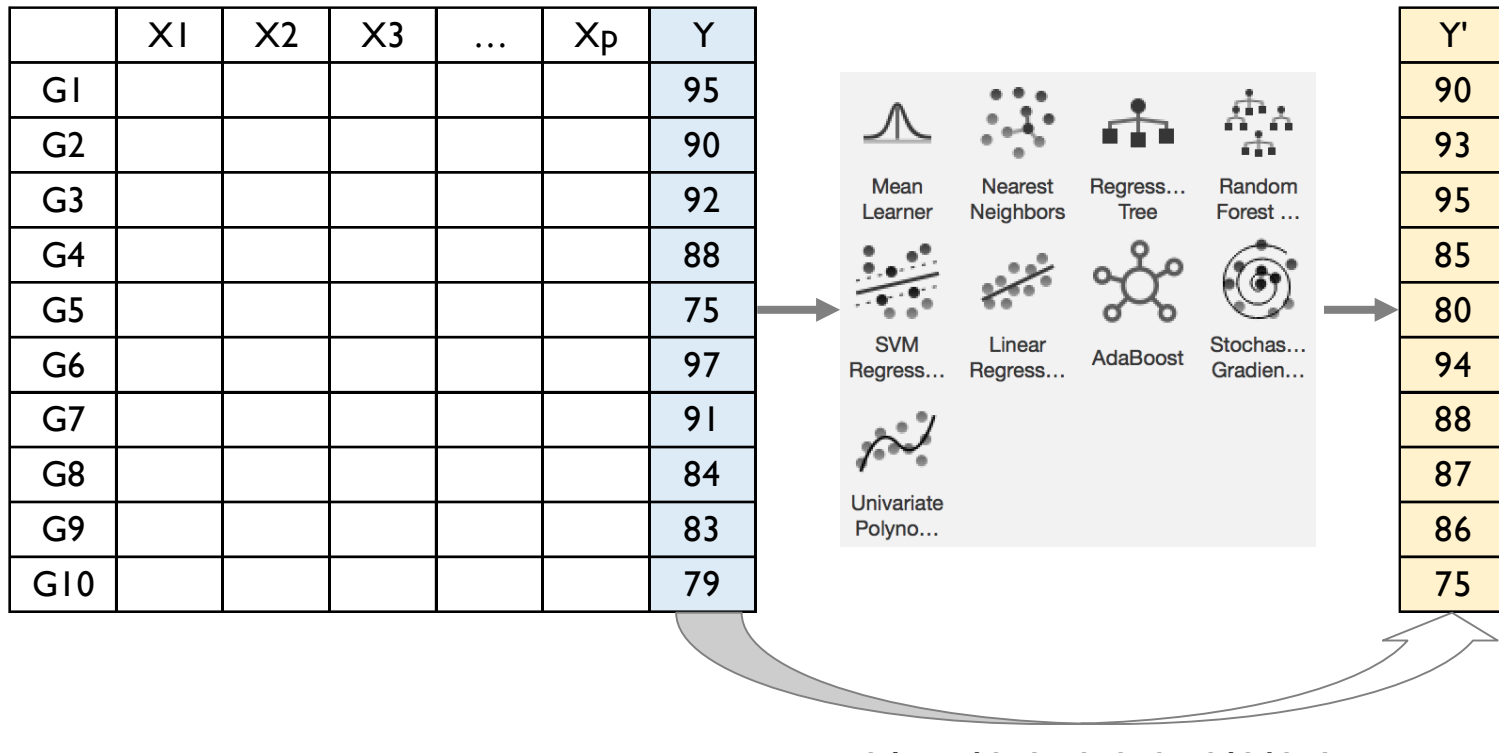 X1 X2 X3 … Xp Y
G1 95
G2 90
G3 92
G4 88
G5 75
G6 97
G7 91
G8 84
G9 83
G10 79
Mean Learner
Nearest Neighbors
Regress… Tree
Random Forest …
SVM Regress…
Linear Regress…
AdaBoost
Stochas… Gradien…
Univariate Polyno…
Y'
90
93
95
85
80
94
88
87
86
75